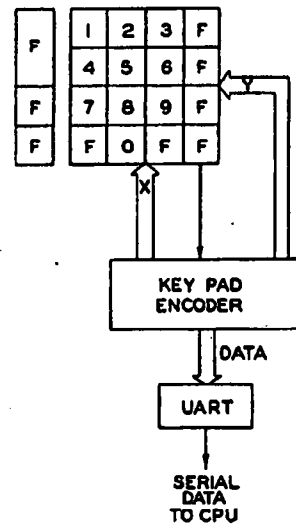 F 1 2 3 F
4 5 6 F
F 7 8 9 F
F F 0 F F
X
Y
KEY PAD
ENCODER
DATA
UART
SERIAL
DATA
TO CPU